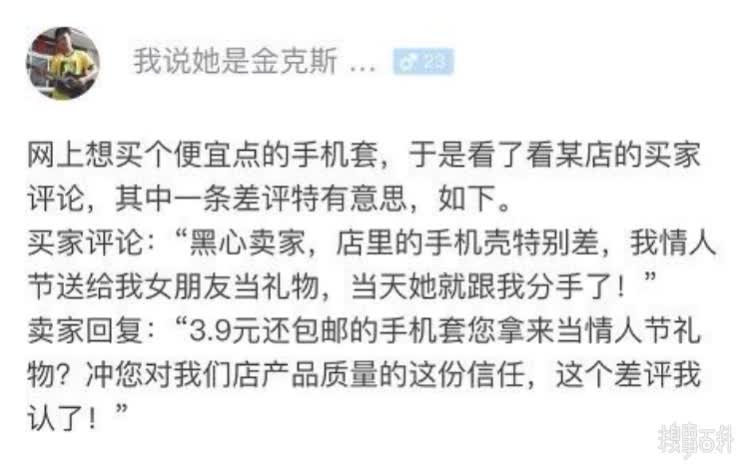 我说她是金克斯 ...
♂ 23
网上想买个便宜点的手机套，于是看了看某店的买家
评论，其中一条差评特有意思，如下。
买家评论：“黑心卖家，店里的手机壳特别差，我情人
节送给我女朋友当礼物，当天她就跟我分手了！”
卖家回复：“3.9元还包邮的手机套您拿来当情人节礼
物？冲您对我们店产品质量的这份信任，这个差评我
认了！”
糗事百科